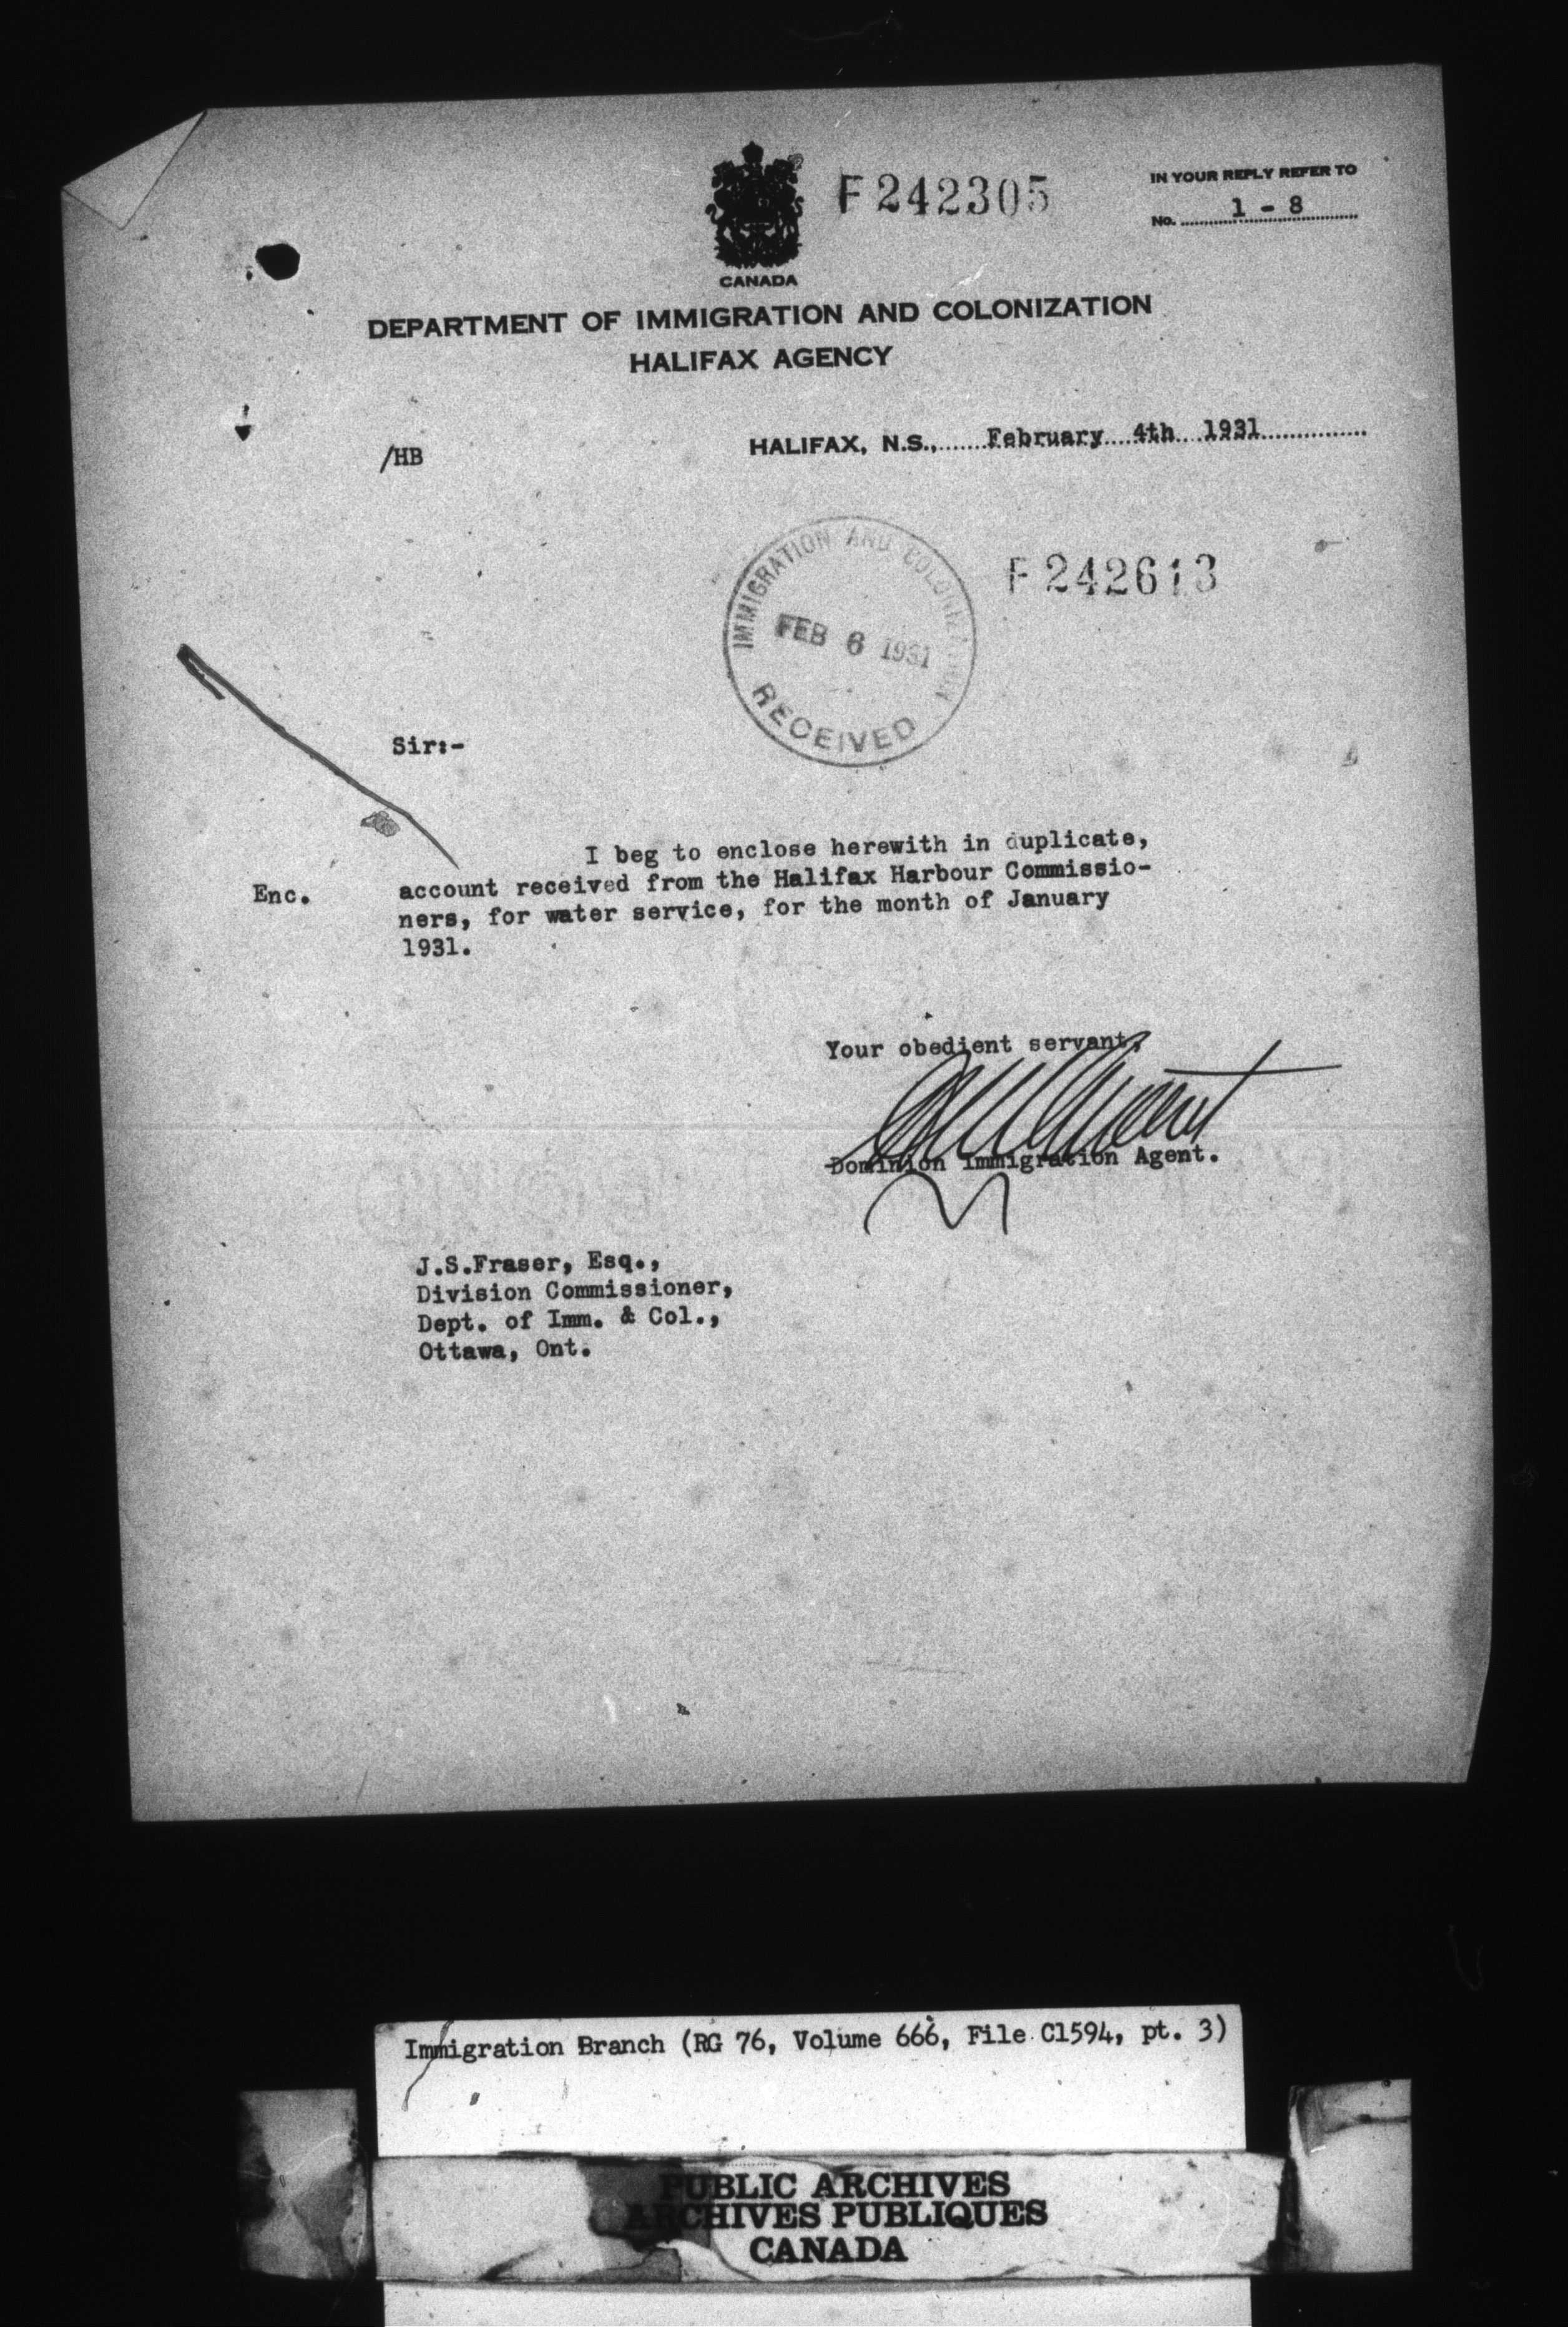 F 242305
IN YOUR REPLY REFER TO
No. 1 - 8
CANADA
DEPARTMENT OF IMMIGRATION AND COLONIZATION
HALIFAX AGENCY
/HB
HALIFAX, N.S., February 4th 1931
IMMIGRATION AND COLONIZATION
FEB 6 1931
RECEIVED
F 242613
Sir:-
I beg to enclose herewith in duplicate,
Enc. account received from the Halifax Harbour Commissio-
ners, for water service, for the month of January
1931.
Your obedient servant,
Dominion Immigration Agent.
J.S.Fraser, Esq.,
Division Commissioner,
Dept. of Imm. & Col.,
Ottawa, Ont.
Immigration Branch (RG 76, Volume 666, File C1594, pt. 3)
PUBLIC ARCHIVES
ARCHIVES PUBLIQUES
CANADA